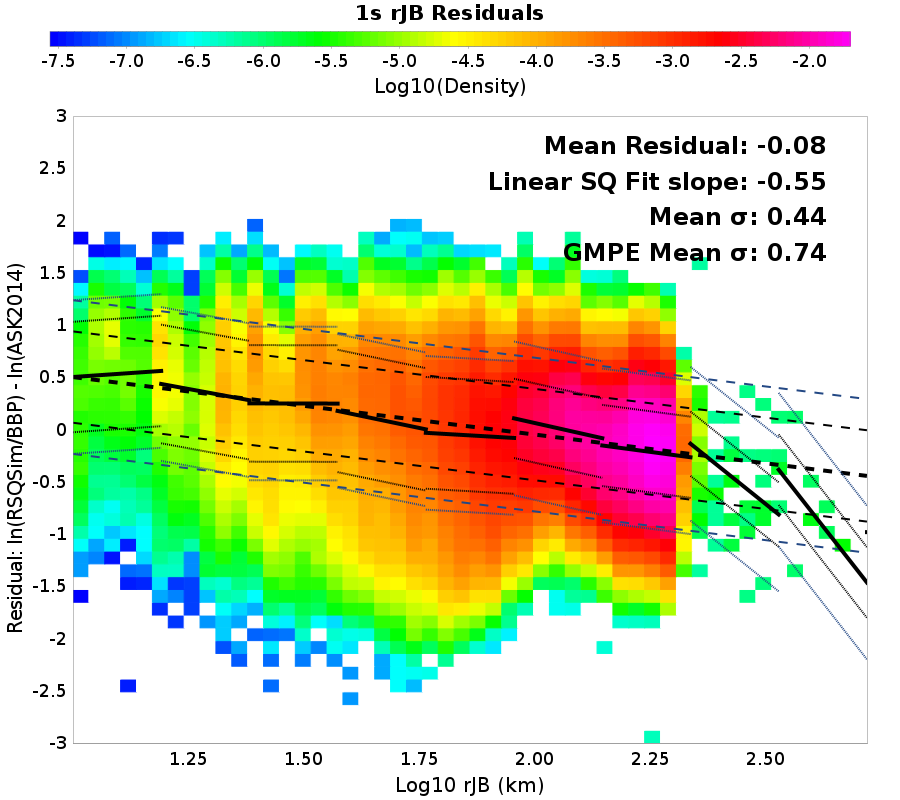 1s rJB Residuals
-7.5 -7.0 -6.5 -6.0 -5.5 -5.0 -4.5 -4.0 -3.5 -3.0 -2.5 -2.0
Log10(Density)
Mean Residual: -0.08
Linear SQ Fit slope: -0.55
Mean σ: 0.44
GMPE Mean σ: 0.74
Residual: ln(RSQSim/BBP) - ln(ASK2014)
3
2.5
2
1.5
1
0.5
0
-0.5
-1
-1.5
-2
-2.5
-3
1.25 1.50 1.75 2.00 2.25 2.50
Log10 rJB (km)